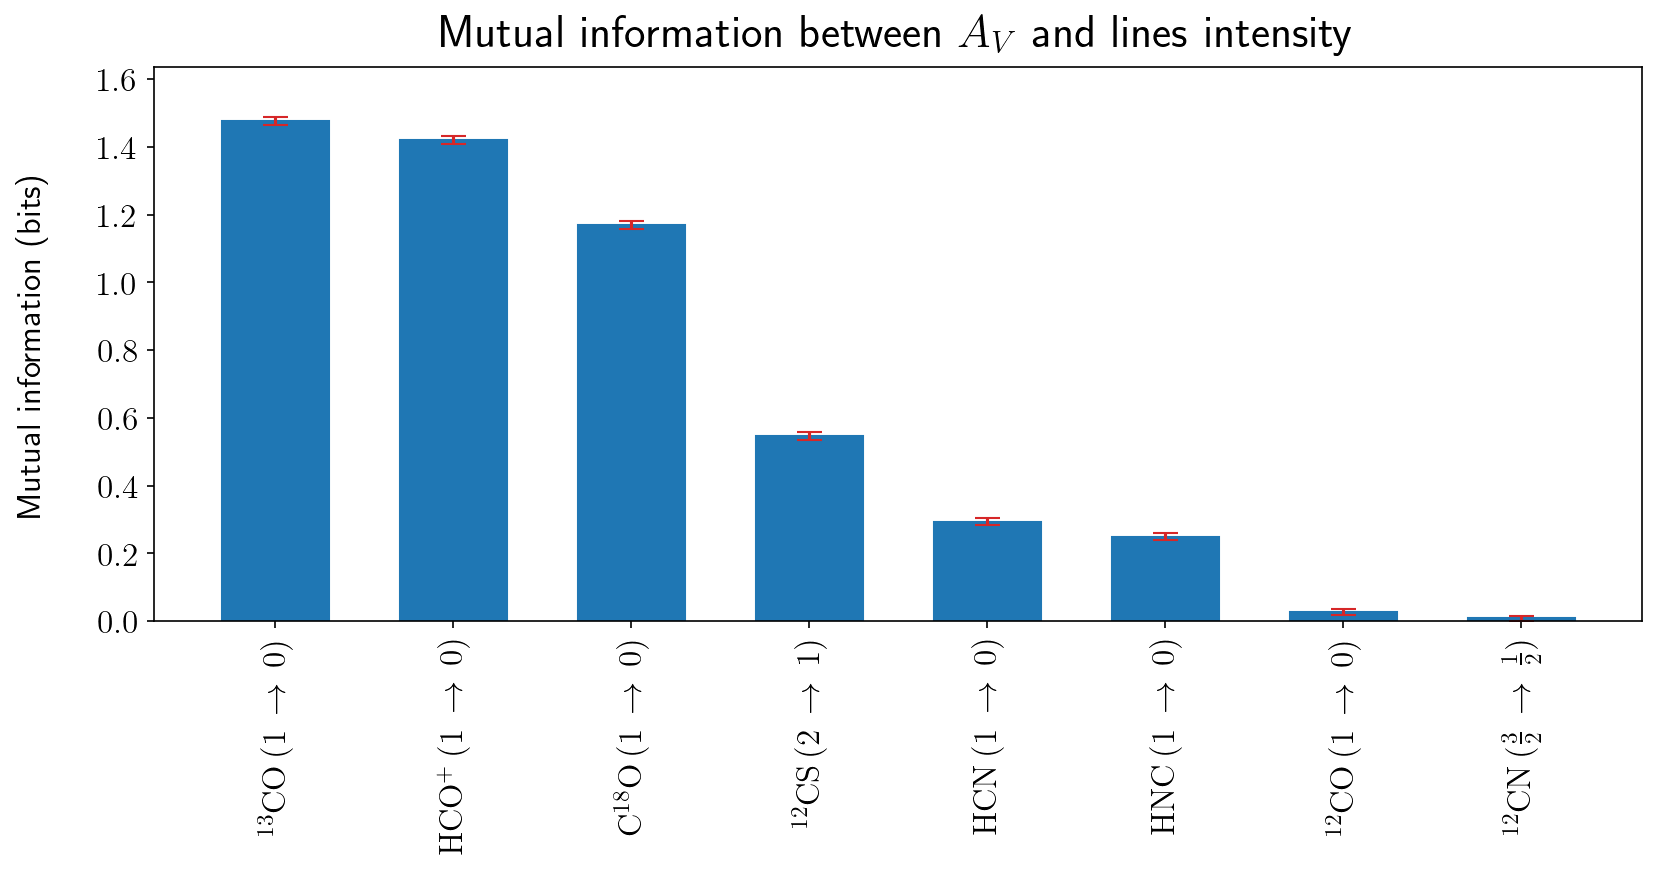 Mutual information between A_V and lines intensity
Mutual information (bits)
1.6
1.4
1.2
1.0
0.8
0.6
0.4
0.2
0.0
¹³CO (1 → 0)
HCO⁺ (1 → 0)
C¹⁸O (1 → 0)
¹²CS (2 → 1)
HCN (1 → 0)
HNC (1 → 0)
¹²CO (1 → 0)
¹²CN (3/2 → 1/2)